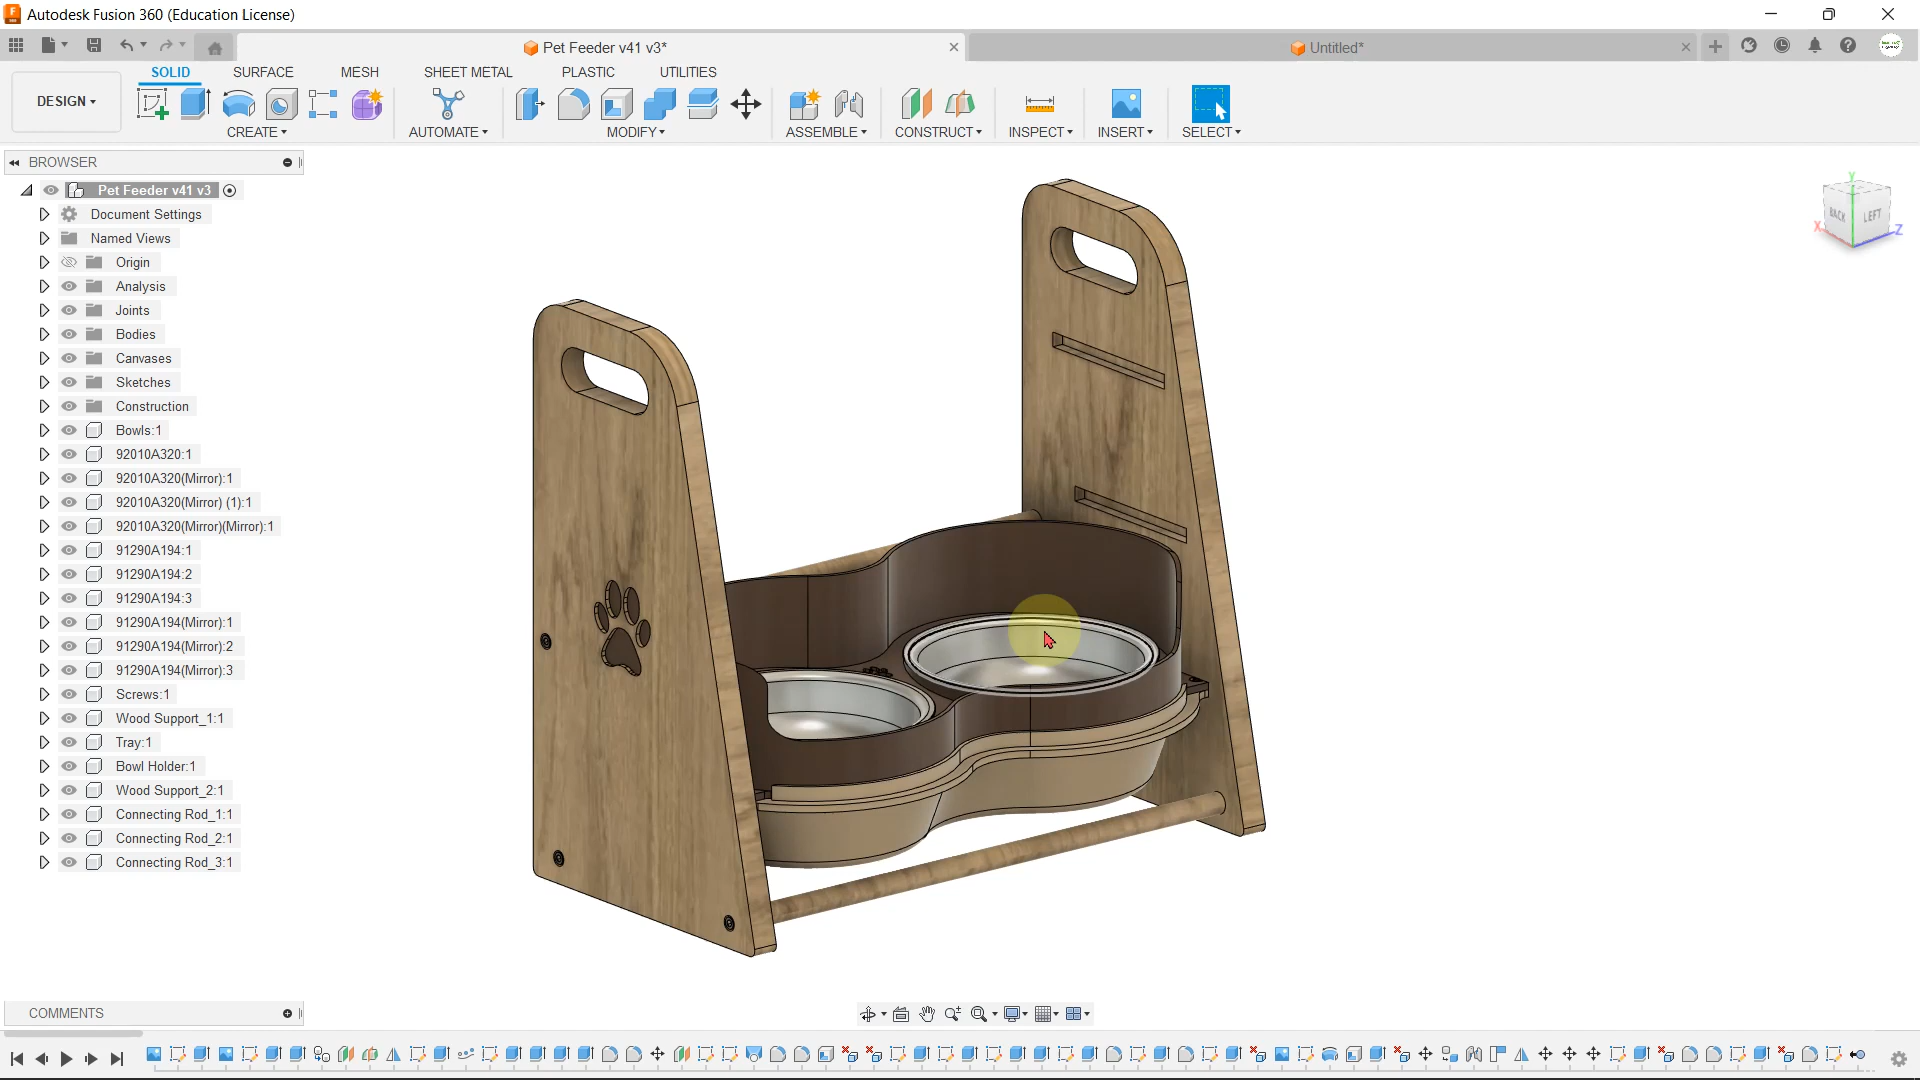 Autodesk Fusion 360 (Education License)
Pet Feeder v41 v3*
Untitled*
SOLID
SURFACE
MESH
SHEET METAL
PLASTIC
UTILITIES
DESIGN
CREATE
AUTOMATE
MODIFY
ASSEMBLE
CONSTRUCT
INSPECT
INSERT
SELECT
BROWSER
Pet Feeder v41 v3
Document Settings
Named Views
Origin
Analysis
Joints
Bodies
Canvases
Sketches
Construction
Bowls:1
92010A320:1
92010A320(Mirror):1
92010A320(Mirror) (1):1
92010A320(Mirror)(Mirror):1
91290A194:1
91290A194:2
91290A194:3
91290A194(Mirror):1
91290A194(Mirror):2
91290A194(Mirror):3
Screws:1
Wood Support_1:1
Tray:1
Bowl Holder:1
Wood Support_2:1
Connecting Rod_1:1
Connecting Rod_2:1
Connecting Rod_3:1
Y
BACK
LEFT
X
Z
COMMENTS